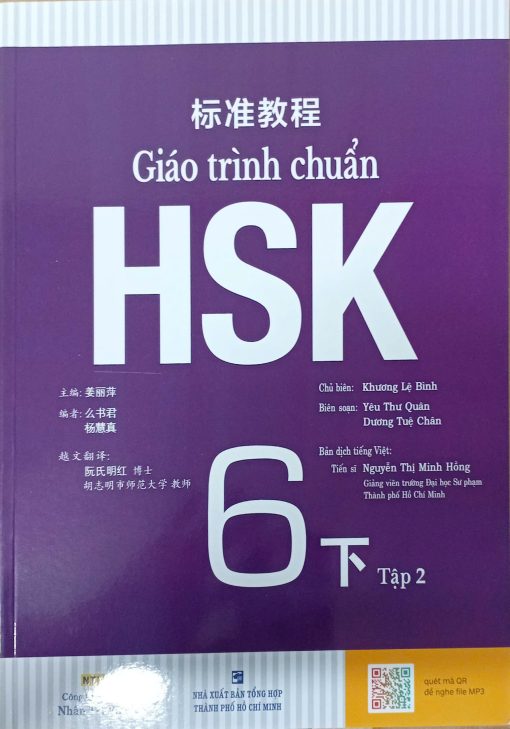 标准教程
Giáo trình chuẩn
HSK
主编: 姜丽萍
编者: 么书君
杨慧真
越文翻译:
阮氏明红 博士
胡志明市师范大学 教师
Chủ biên: Khương Lệ Bình
Biên soạn: Yêu Thư Quân
Dương Tuệ Chân
Bản dịch tiếng Việt:
Tiến sĩ Nguyễn Thị Minh Hồng
Giảng viên trường Đại học Sư phạm
Thành phố Hồ Chí Minh
6 下 Tập 2
NHÀ XUẤT BẢN TỔNG HỢP
THÀNH PHỐ HỒ CHÍ MINH
quét mã QR
để nghe file MP3